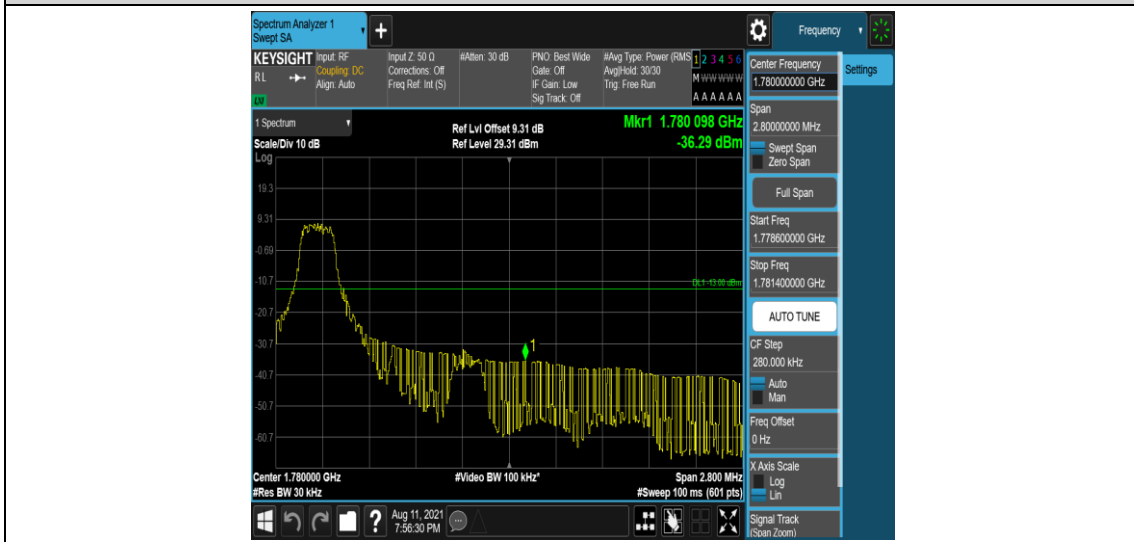 Spectrum Analyzer 1
Swept SA
+
Frequency
KEYSIGHT
RL
Input: RF
Coupling: DC
Align: Auto
Input Z: 50 Ω
Corrections: Off
Freq Ref: Int (S)
#Atten: 30 dB
PNO: Best Wide
Gate: Off
IF Gain: Low
Sig Track: Off
#Avg Type: Power (RMS
Avg|Hold: 30/30
Trig: Free Run
1 2 3 4 5 6
M W W W W W
A A A A A A
1 Spectrum
Scale/Div 10 dB
Log
Ref Lvl Offset 9.31 dB
Ref Level 29.31 dBm
Mkr1 1.780 098 GHz
-36.29 dBm
19.3
9.31
-0.69
-10.7
-20.7
-30.7
-40.7
-50.7
-60.7
DL1 -13.00 dBm
1
Center 1.780000 GHz
#Res BW 30 kHz
#Video BW 100 kHz*
Span 2.800 MHz
#Sweep 100 ms (601 pts)
Center Frequency
1.780000000 GHz
Settings
Span
2.80000000 MHz
Swept Span
Zero Span
Full Span
Start Freq
1.778600000 GHz
Stop Freq
1.781400000 GHz
AUTO TUNE
CF Step
280.000 kHz
Auto
Man
Freq Offset
0 Hz
X Axis Scale
Log
Lin
Signal Track
(Span Zoom)
?
Aug 11, 2021
7:56:30 PM